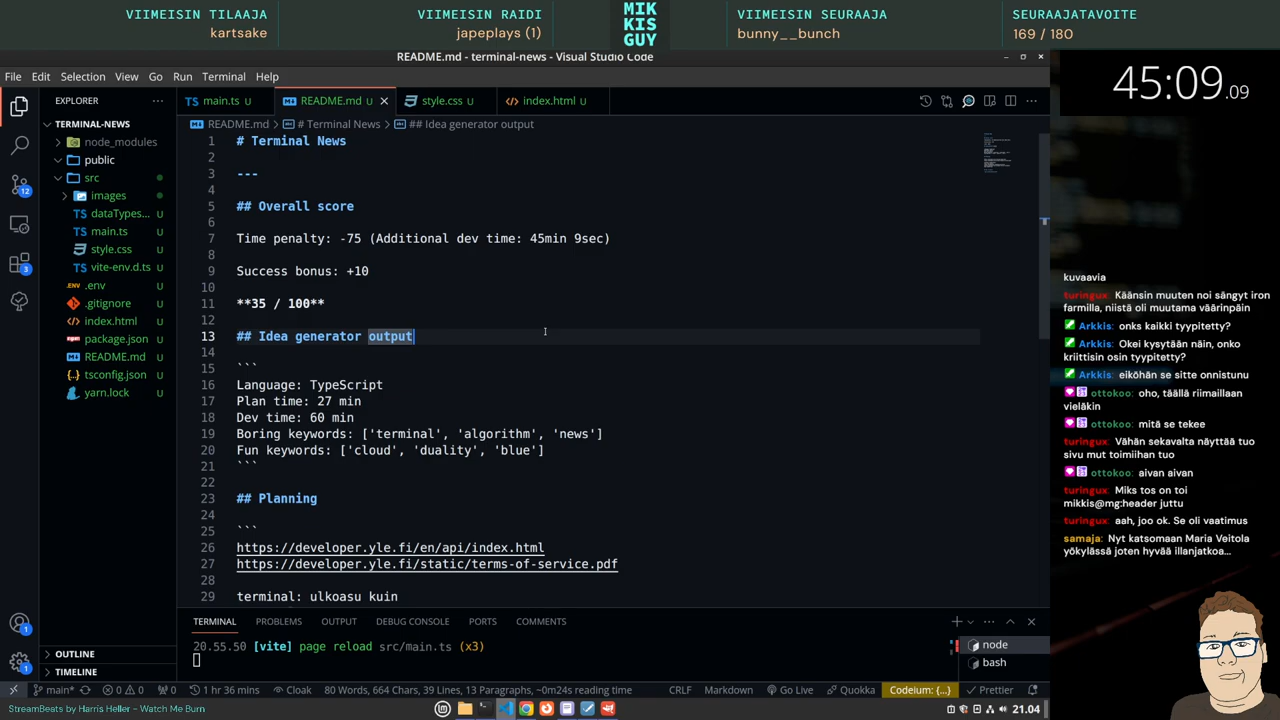 VIIMEISIN TILAAJA
kartsake
VIIMEISIN RAIDI
japeplays (1)
MIK
KIS
GUY
VIIMEISIN SEURAAJA
bunny__bunch
SEURAAJATAVOITE
169 / 180
README.md - terminal-news - Visual Studio Code
File Edit Selection View Go Run Terminal Help
45:09.09
EXPLORER
TERMINAL-NEWS
node_modules
public
src
images
TS dataTypes... U
TS main.ts U
style.css U
TS vite-env.d.ts U
.ENV .env U
.gitignore U
index.html U
package.json U
README.md U
tsconfig.json U
yarn.lock U
OUTLINE
TIMELINE
12
3
1
1
TS main.ts U
README.md U
style.css U
index.html U
README.md > # Terminal News > ## Idea generator output
1 # Terminal News
2
3 ---
4
5 ## Overall score
6
7 Time penalty: -75 (Additional dev time: 45min 9sec)
8
9 Success bonus: +10
10
11 **35 / 100**
12
13 ## Idea generator output
14
15 ```
16 Language: TypeScript
17 Plan time: 27 min
18 Dev time: 60 min
19 Boring keywords: ['terminal', 'algorithm', 'news']
20 Fun keywords: ['cloud', 'duality', 'blue']
21 ```
22
23 ## Planning
24
25 ```
26 https://developer.yle.fi/en/api/index.html
27 https://developer.yle.fi/static/terms-of-service.pdf
28
29 terminal: ulkoasu kuin
TERMINAL PROBLEMS OUTPUT DEBUG CONSOLE PORTS COMMENTS
20.55.50 [vite] page reload src/main.ts (x3)
node
bash
kuvaavia
turingux: Käänsin muuten noi sängyt iron
farmilla, niistä oli muutama väärinpäin
Arkkis: onks kaikki tyypitetty?
Arkkis: Okei kysytään näin, onko
kriittisin osin tyypitetty?
Arkkis: eiköhän se sitte onnistunu
ottokoo: oho, täällä riimaillaan
vieläkin
ottokoo: mitä se tekee
turingux: Vähän sekavalta näyttää tuo
sivu mut toimiihan tuo
ottokoo: aivan aivan
turingux: Miks tos on toi
mikkis@mg:header juttu
turingux: aah, joo ok. Se oli vaatimus
samaja: Nyt katsomaan Maria Veitola
yökylässä joten hyvää illanjatkoa...
main* 0 0 0 1 hr 36 mins Cloak 80 Words, 664 Chars, 39 Lines, 13 Paragraphs, ~0m24s reading time CRLF Markdown Go Live Quokka Codeium: {...} Prettier
StreamBeats by Harris Heller - Watch Me Burn
21.04